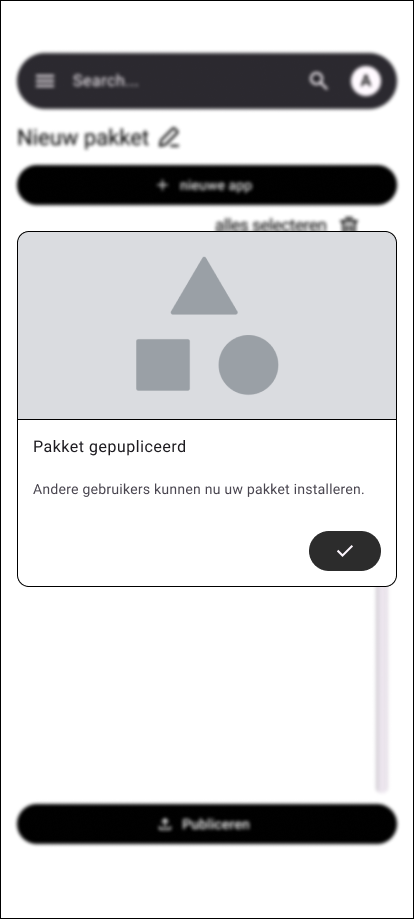 Search...
A
Nieuw pakket
nieuwe app
alles selecteren
Pakket gepupliceerd
Andere gebruikers kunnen nu uw pakket installeren.
Publiceren